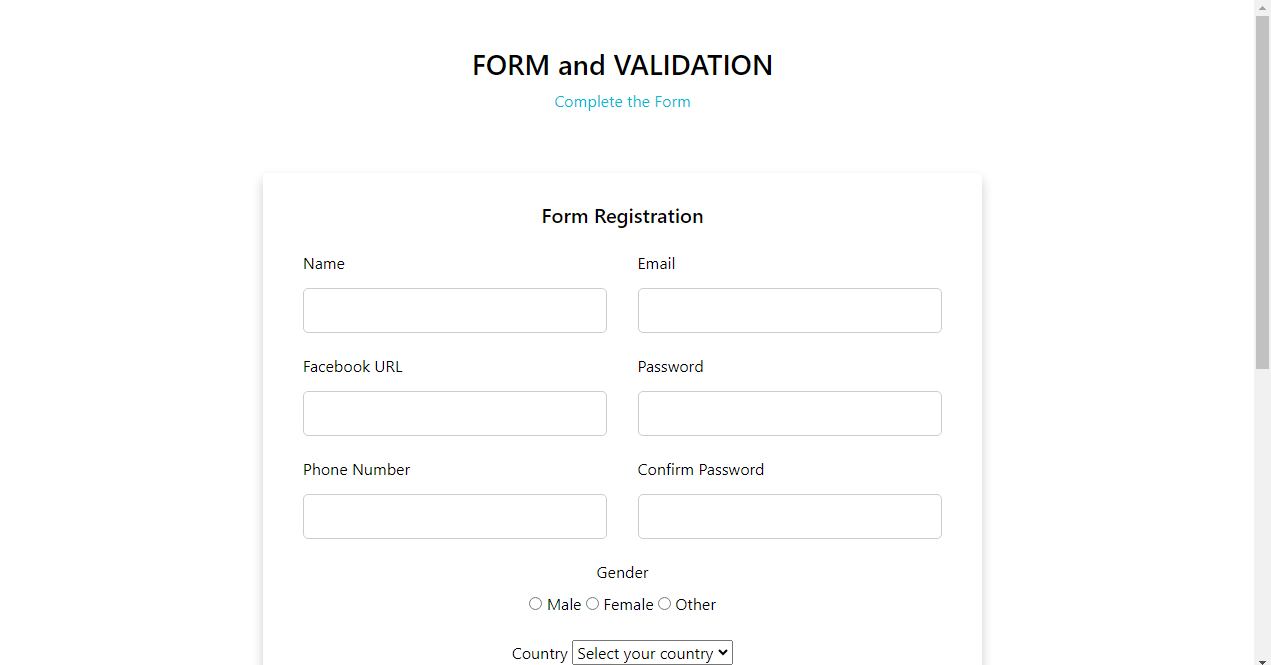 FORM and VALIDATION
Complete the Form
Form Registration
Name
Email
Facebook URL
Password
Phone Number
Confirm Password
Gender
Male Female Other
Country Select your country